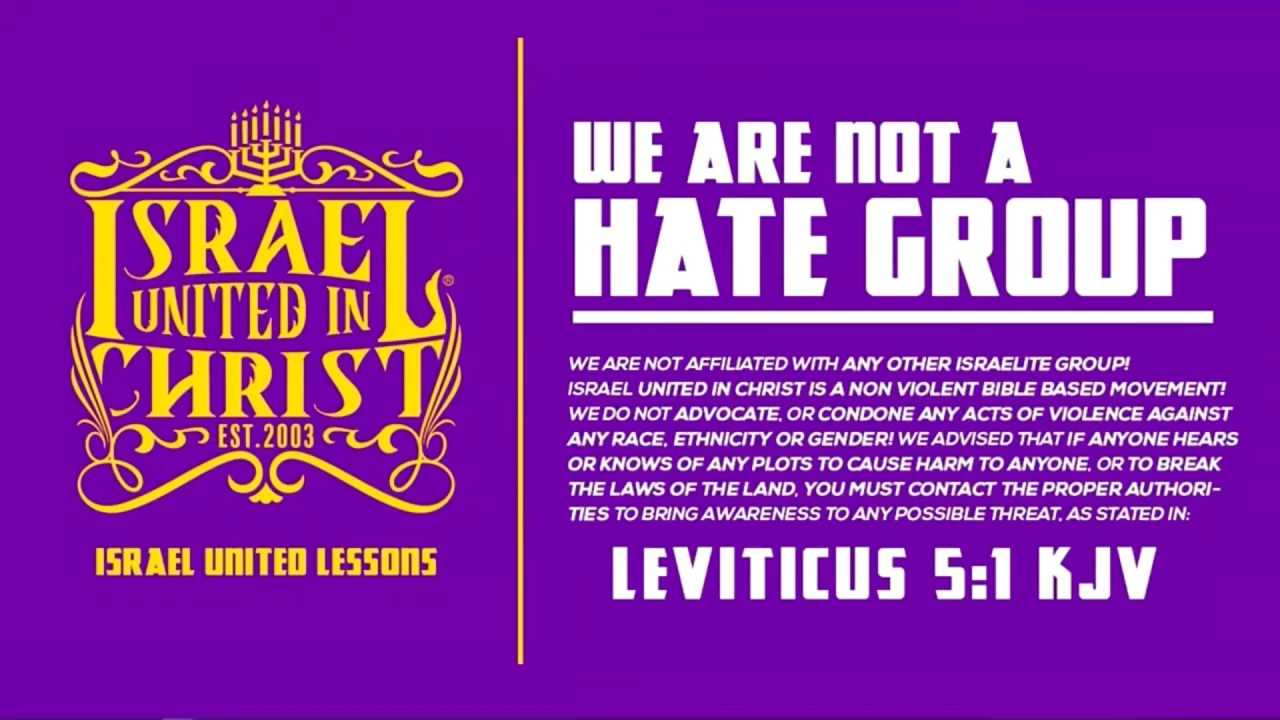 ISRAEL
UNITED IN
CHRIST
®
EST.2003
ISRAEL UNITED LESSONS
WE ARE NOT A
HATE GROUP
WE ARE NOT AFFILIATED WITH ANY OTHER ISRAELITE GROUP!
ISRAEL UNITED IN CHRIST IS A NON VIOLENT BIBLE BASED MOVEMENT!
WE DO NOT ADVOCATE, OR CONDONE ANY ACTS OF VIOLENCE AGAINST
ANY RACE, ETHNICITY OR GENDER! WE ADVISED THAT IF ANYONE HEARS
OR KNOWS OF ANY PLOTS TO CAUSE HARM TO ANYONE, OR TO BREAK
THE LAWS OF THE LAND, YOU MUST CONTACT THE PROPER AUTHORI-
TIES TO BRING AWARENESS TO ANY POSSIBLE THREAT, AS STATED IN:
LEVITICUS 5:1 KJV